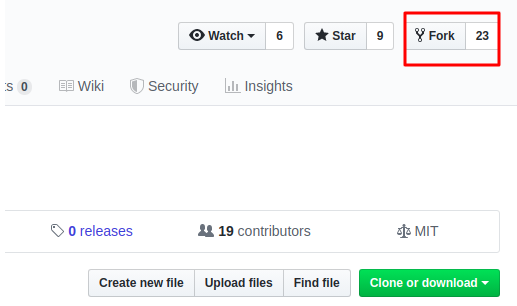 Watch 6 Star 9 Fork 23
ts 0 Wiki Security Insights
0 releases 19 contributors MIT
Create new file Upload files Find file Clone or download